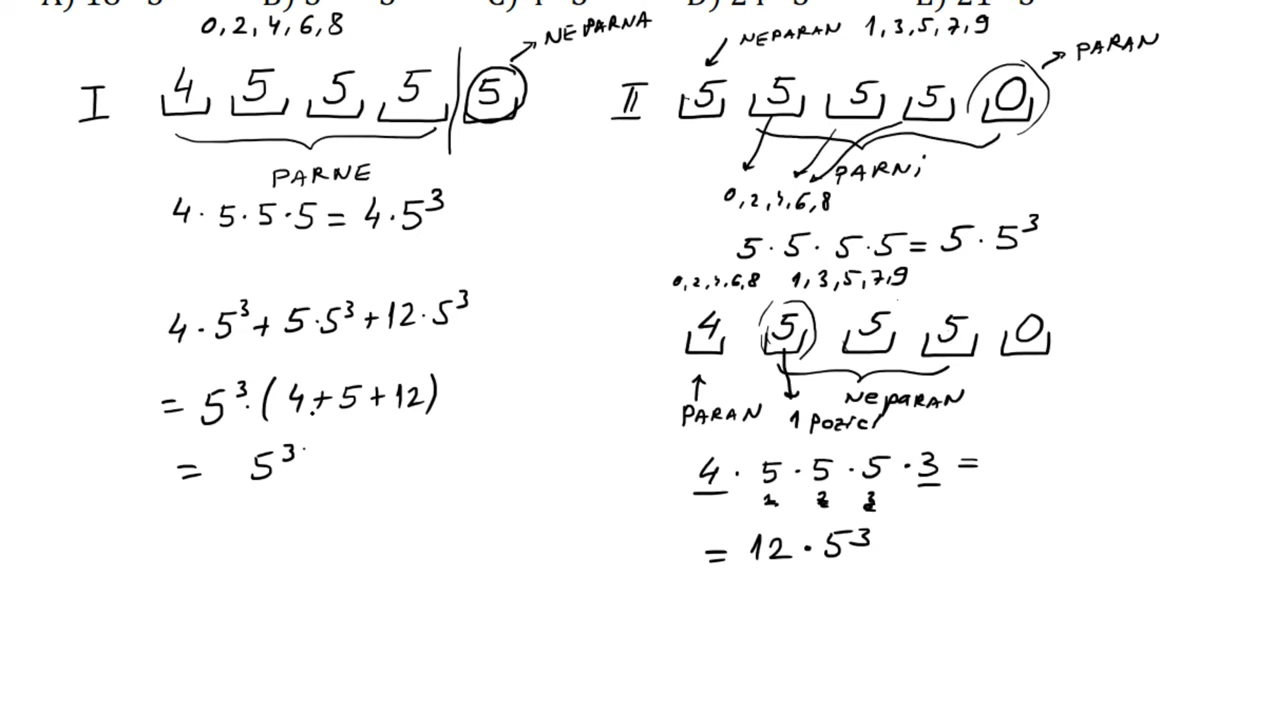 0, 2, 4, 6, 8
NEPARNA
I 4 5 5 5 | 5
PARNE
4 · 5 · 5 · 5 = 4 · 5³
4 · 5³ + 5 · 5³ + 12 · 5³
= 5³ · ( 4 + 5 + 12 )
= 5³ ·
NEPARAN 1, 3, 5, 7, 9
PARAN
II 5 5 5 5 0
PARNi
0, 2, 4, 6, 8
5 · 5 · 5 · 5 = 5 · 5³
0, 2, 4, 6, 8 1, 3, 5, 7, 9
4 5 5 5 0
NePARAN
PARAN 1
4 · 5 · 5 · 5 · 3 =
1 2 3
= 12 · 5³